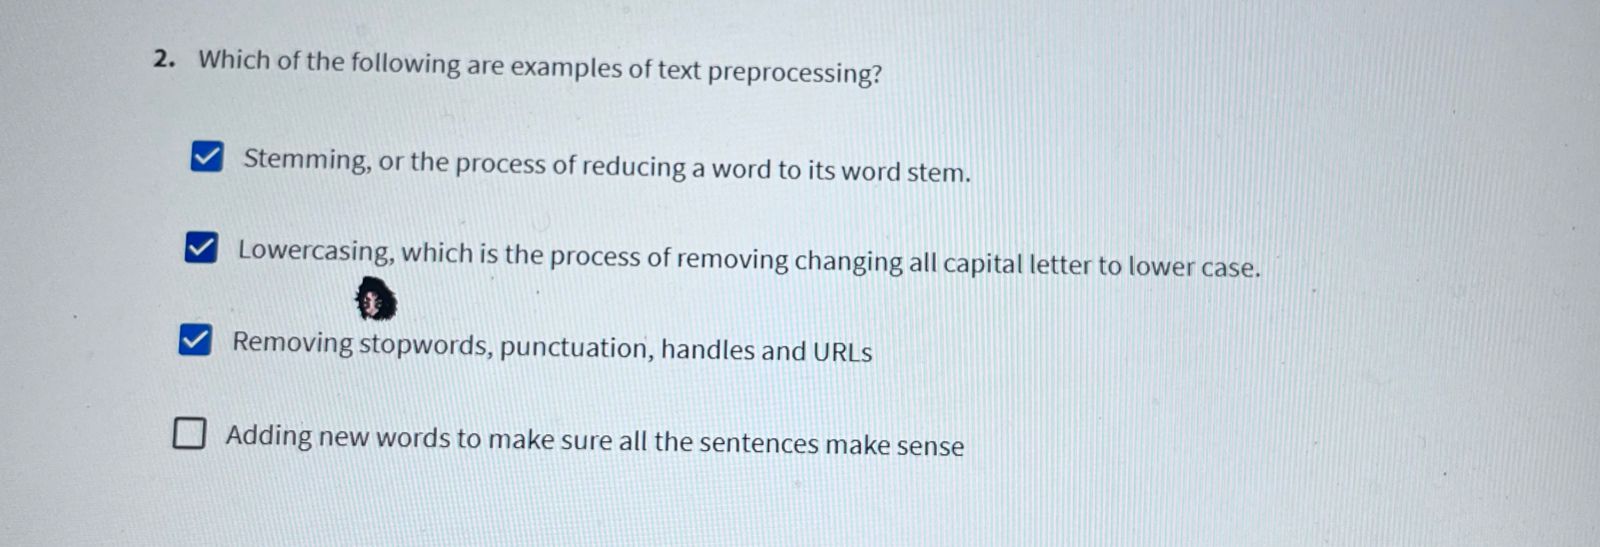 2. Which of the following are examples of text preprocessing?
Stemming, or the process of reducing a word to its word stem.
Lowercasing, which is the process of removing changing all capital letter to lower case.
Removing stopwords, punctuation, handles and URLs
Adding new words to make sure all the sentences make sense